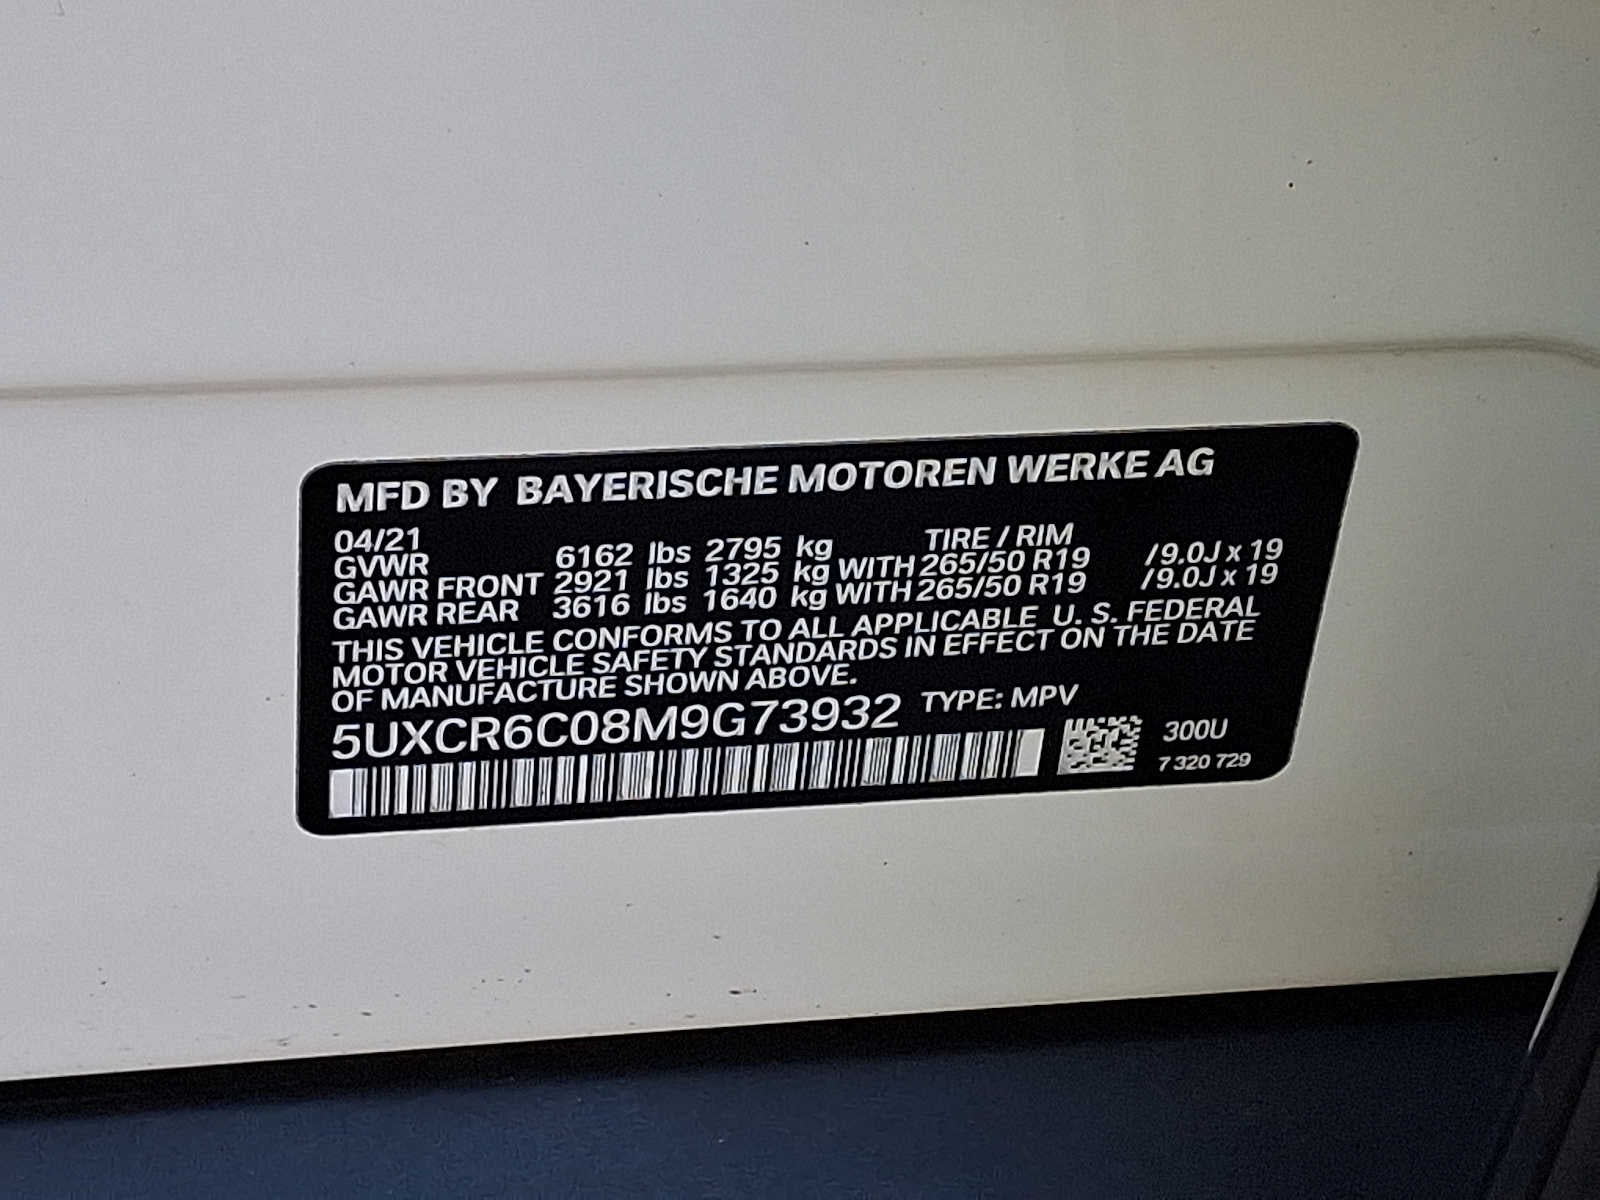 MFD BY BAYERISCHE MOTOREN WERKE AG
04/21 TIRE / RIM
GVWR 6162 lbs 2795 kg
GAWR FRONT 2921 lbs 1325 kg WITH 265/50 R19 /9.0J x 19
GAWR REAR 3616 lbs 1640 kg WITH 265/50 R19 /9.0J x 19
THIS VEHICLE CONFORMS TO ALL APPLICABLE U. S. FEDERAL
MOTOR VEHICLE SAFETY STANDARDS IN EFFECT ON THE DATE
OF MANUFACTURE SHOWN ABOVE.
5UXCR6C08M9G73932 TYPE: MPV
300U
7 320 729